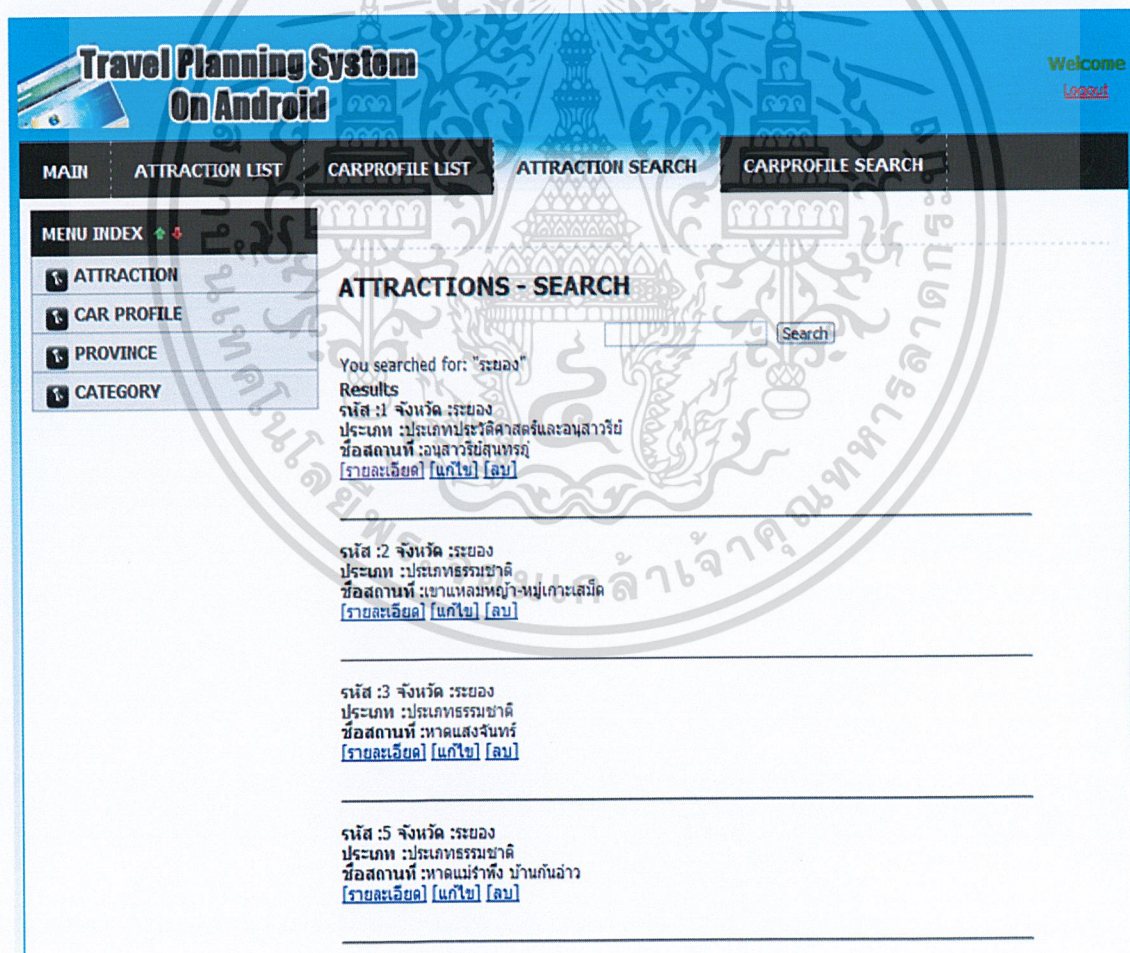 Travel Planning System
On Android
Welcome
Logout
MAIN ATTRACTION LIST CARPROFILE LIST ATTRACTION SEARCH CARPROFILE SEARCH
MENU INDEX
ATTRACTION
CAR PROFILE
PROVINCE
CATEGORY
ATTRACTIONS - SEARCH
Search
You searched for: "ระยอง"
Results
รหัส :1 จังหวัด :ระยอง
ประเภท :ประเภทประวัติศาสตร์และอนุสาวรีย์
ชื่อสถานที่ :อนุสาวรีย์สุนทรภู่
[รายละเอียด] [แก้ไข] [ลบ]
รหัส :2 จังหวัด :ระยอง
ประเภท :ประเภทธรรมชาติ
ชื่อสถานที่ :เขาแหลมหญ้า-หมู่เกาะเสม็ด
[รายละเอียด] [แก้ไข] [ลบ]
รหัส :3 จังหวัด :ระยอง
ประเภท :ประเภทธรรมชาติ
ชื่อสถานที่ :หาดแสงจันทร์
[รายละเอียด] [แก้ไข] [ลบ]
รหัส :5 จังหวัด :ระยอง
ประเภท :ประเภทธรรมชาติ
ชื่อสถานที่ :หาดแม่รำพึง บ้านก้นอ่าว
[รายละเอียด] [แก้ไข] [ลบ]